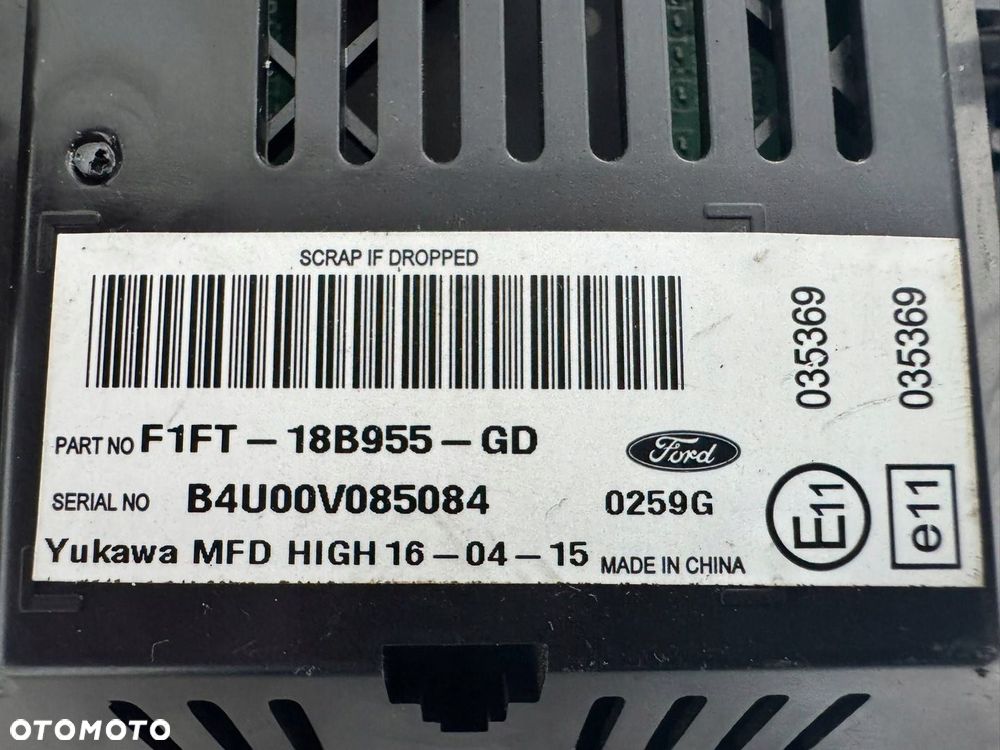 SCRAP IF DROPPED
035369
035369
PART NO F1FT-18B955-GD
Ford
SERIAL NO B4U00V085084
0259G
E11
e11
Yukawa MFD HIGH 16-04-15
MADE IN CHINA
OTOMOTO